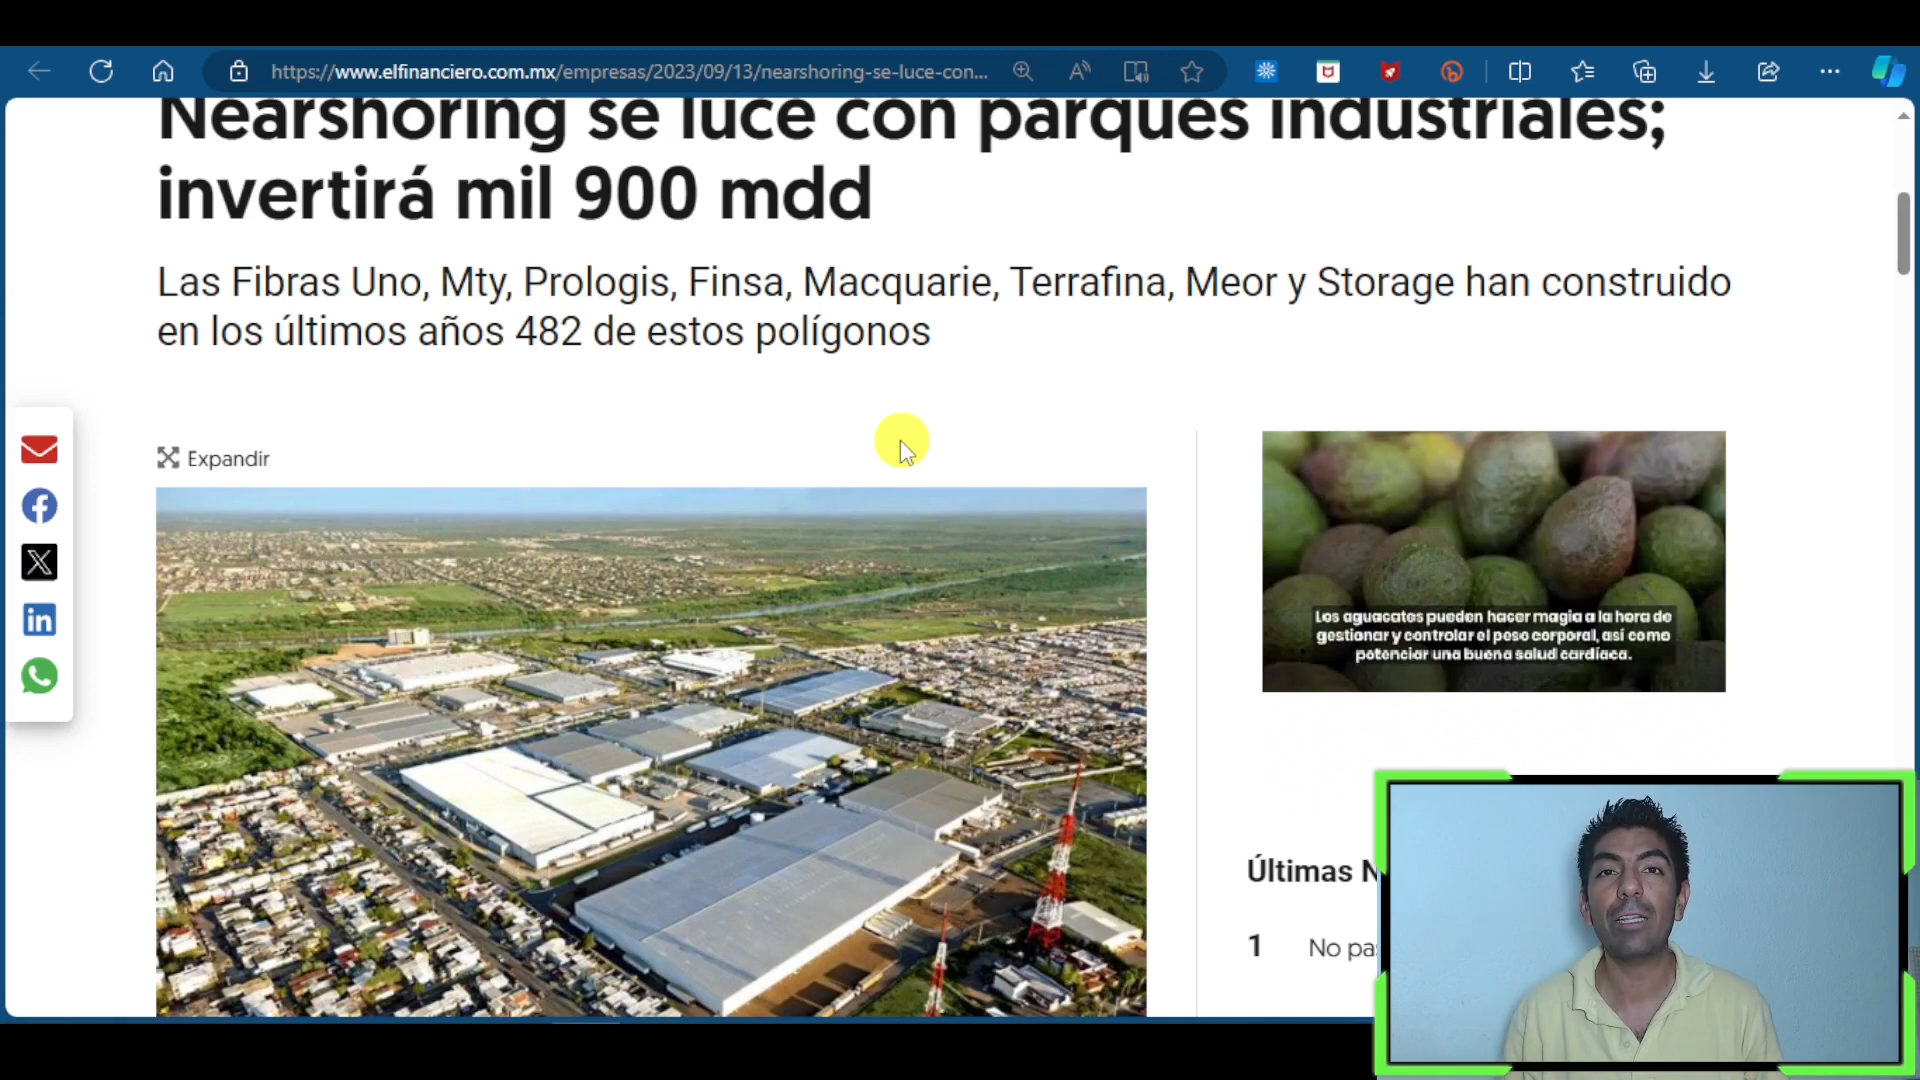 https://www.elfinanciero.com.mx/empresas/2023/09/13/nearshoring-se-luce-con...
Nearshoring se luce con parques industriales;
invertirá mil 900 mdd
Las Fibras Uno, Mty, Prologis, Finsa, Macquarie, Terrafina, Meor y Storage han construido
en los últimos años 482 de estos polígonos
Expandir
Los aguacates pueden hacer magia a la hora de
gestionar y controlar el peso corporal, así como
potenciar una buena salud cardíaca.
Últimas N
1 No pa